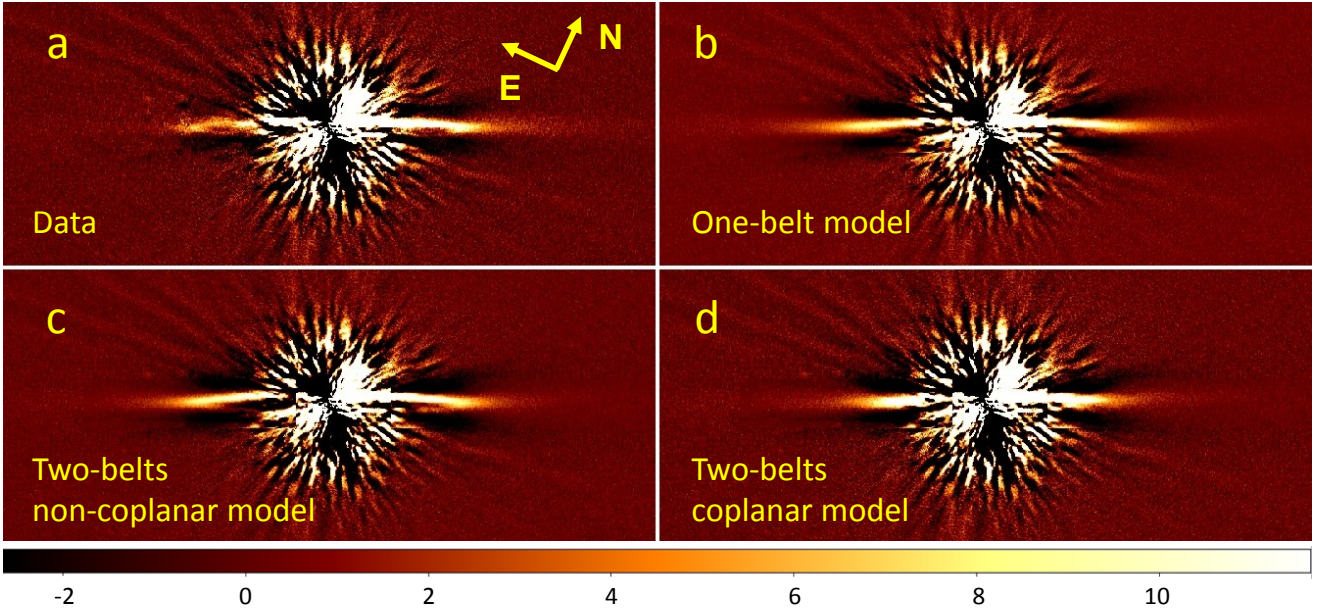 a
N
E
Data
b
One-belt model
c
Two-belts
non-coplanar model
d
Two-belts
coplanar model
-2 0 2 4 6 8 10